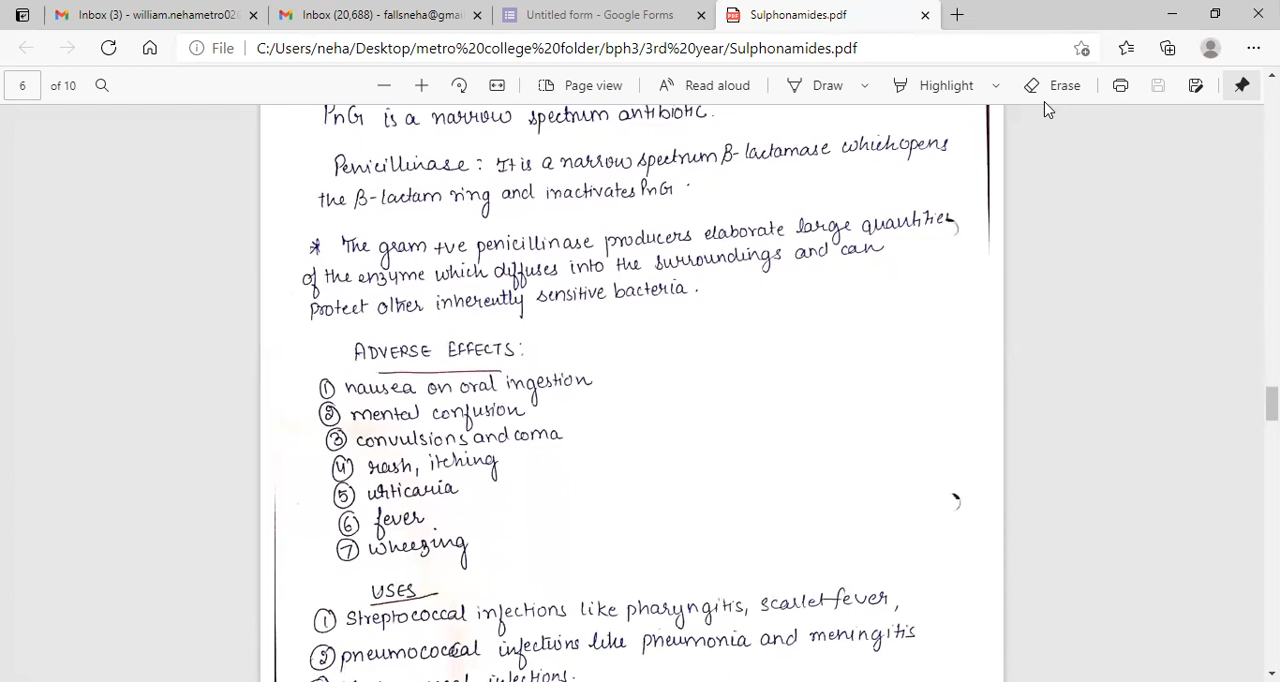 Inbox (3) - william.nehametro02
Inbox (20,688) - fallsneha@gma
Untitled form - Google Forms
Sulphonamides.pdf
File
C:/Users/neha/Desktop/metro%20college%20folder/bph3/3rd%20year/Sulphonamides.pdf
6 of 10
Page view
Read aloud
Draw
Highlight
Erase
PnG is a narrow spectrum antibiotic.
Penicillinase : It is a narrow spectrum β-lactamase which opens
the β-lactam ring and inactivates PnG.
* The gram +ve penicillinase producers elaborate large quantities
of the enzyme which diffuses into the surroundings and can
protect other inherently sensitive bacteria.
ADVERSE EFFECTS:
① nausea on oral ingestion
② mental confusion
③ convulsions and coma
④ rash, itching
⑤ urticaria
⑥ fever
⑦ wheezing
USES
① Streptococcal infections like pharyngitis, scarlet fever,
② pneumococcal infections like pneumonia and meningitis
infections.